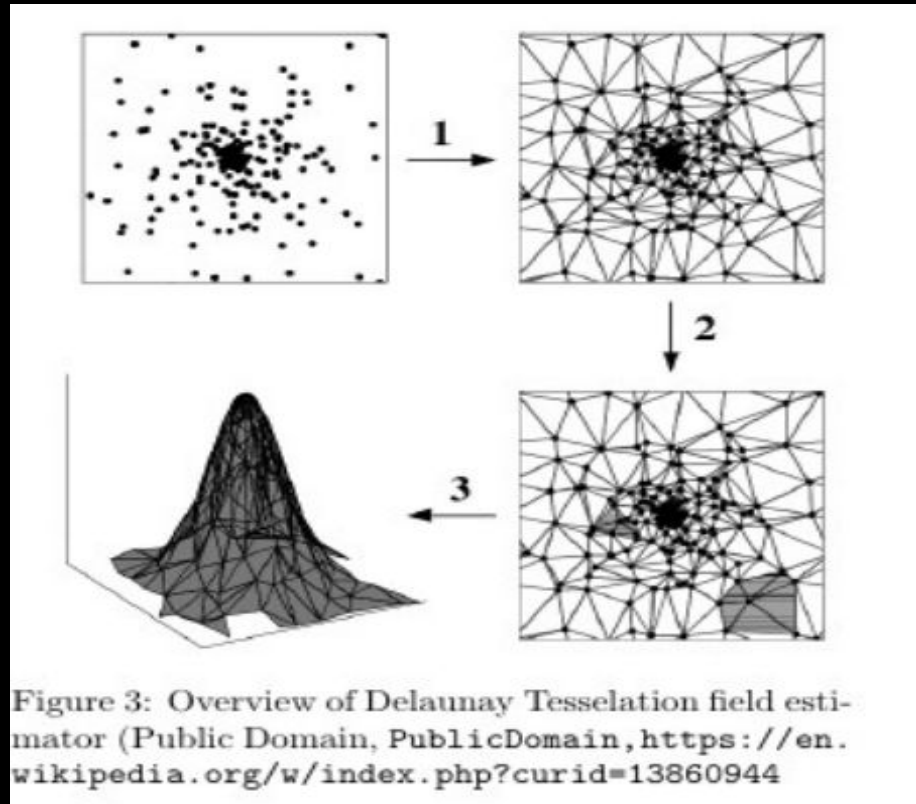 1
2
3
Figure 3: Overview of Delaunay Tesselation field esti-
mator (Public Domain, PublicDomain,https://en.
wikipedia.org/w/index.php?curid=13860944